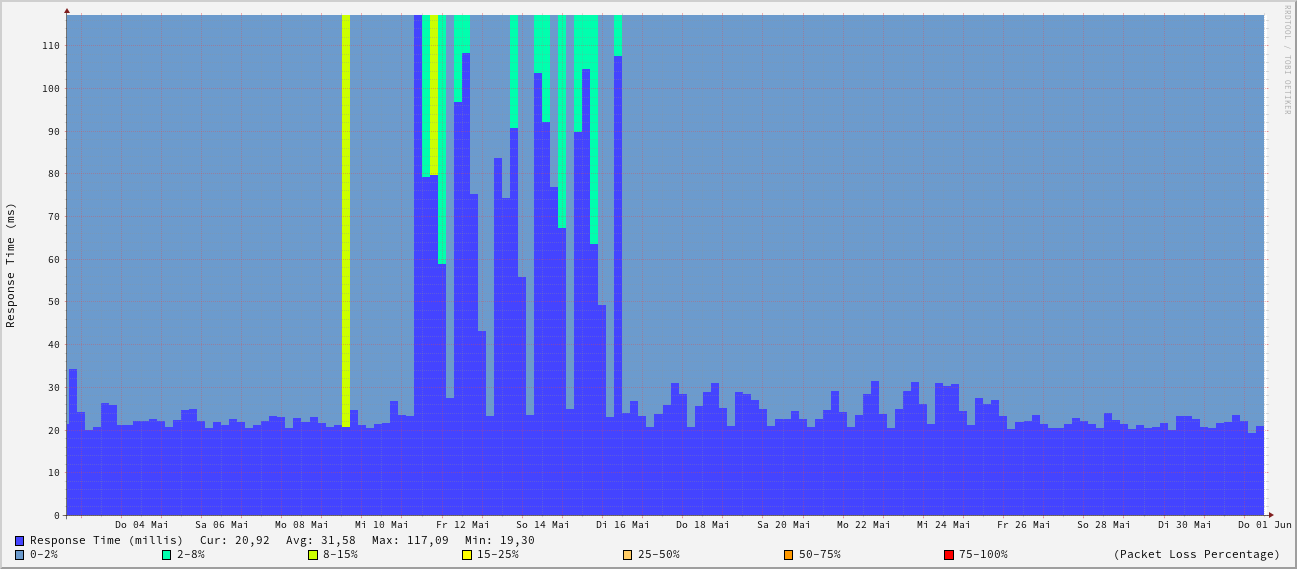 RRDTOOL / TOBI OETIKER
Response Time (ms)
110
100
90
80
70
60
50
40
30
20
10
0
Do 04 Mai Sa 06 Mai Mo 08 Mai Mi 10 Mai Fr 12 Mai So 14 Mai Di 16 Mai Do 18 Mai Sa 20 Mai Mo 22 Mai Mi 24 Mai Fr 26 Mai So 28 Mai Di 30 Mai Do 01 Jun
Response Time (millis) Cur: 20,92 Avg: 31,58 Max: 117,09 Min: 19,30
0-2% 2-8% 8-15% 15-25% 25-50% 50-75% 75-100% (Packet Loss Percentage)